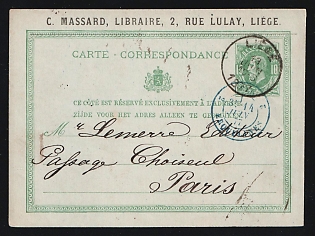 C. MASSARD, LIBRAIRE, 2, RUE LULAY, LIÉGE.
CARTE - CORRESPONDANCE
CE CÔTÉ EST RÉSERVÉ EXCLUSIVEMENT À L'ADRESSE
ZIJDE VOOR HET ADRES ALLEEN TE GEBRUIKEN
M Lemerre Editeur
Passage Choiseul
Paris